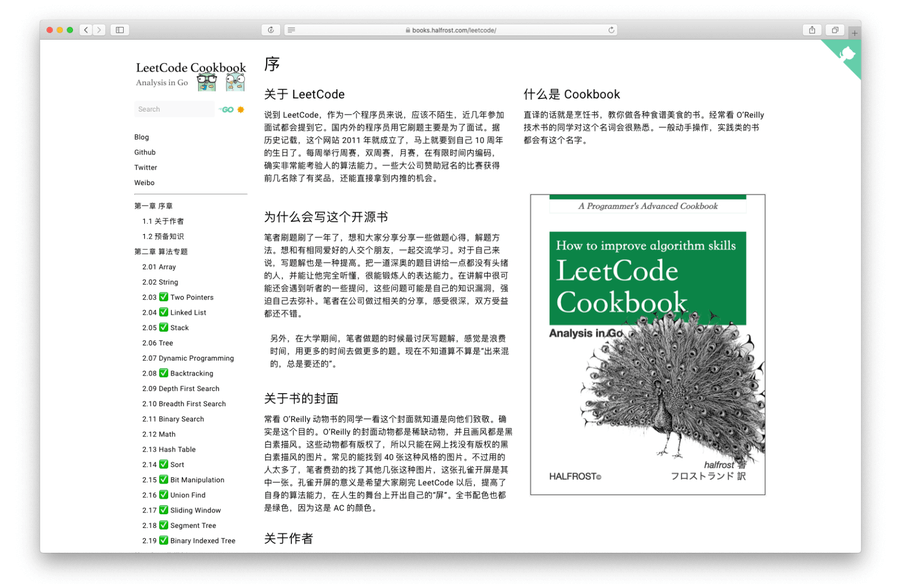 books.halfrost.com/leetcode/
LeetCode Cookbook
Analysis in Go
Search
GO
Blog
Github
Twitter
Weibo
第一章 序章
1.1 关于作者
1.2 预备知识
第二章 算法专题
2.01 Array
2.02 String
2.03 ✅ Two Pointers
2.04 ✅ Linked List
2.05 ✅ Stack
2.06 Tree
2.07 Dynamic Programming
2.08 ✅ Backtracking
2.09 Depth First Search
2.10 Breadth First Search
2.11 Binary Search
2.12 Math
2.13 Hash Table
2.14 ✅ Sort
2.15 ✅ Bit Manipulation
2.16 ✅ Union Find
2.17 ✅ Sliding Window
2.18 ✅ Segment Tree
2.19 ✅ Binary Indexed Tree
序
关于 LeetCode
说到 LeetCode，作为一个程序员来说，应该不陌生，近几年参加
面试都会提到它。国内外的程序员用它刷题主要是为了面试。据
历史记载，这个网站 2011 年就成立了，马上就要到自己 10 周年
的生日了。每周举行周赛，双周赛，月赛，在有限时间内编码，
确实非常能考验人的算法能力。一些大公司赞助冠名的比赛获得
前几名除了有奖品，还能直接拿到内推的机会。
为什么会写这个开源书
笔者刷题刷了一年了，想和大家分享分享一些做题心得，解题方
法。想和有相同爱好的人交个朋友，一起交流学习。对于自己来
说，写题解也是一种提高。把一道深奥的题目讲给一点都没有头绪
的人，并能让他完全听懂，很能锻炼人的表达能力。在讲解中很可
能还会遇到听者的一些提问，这些问题可能是自己的知识漏洞，强
迫自己去弥补。笔者在公司做过相关的分享，感受很深，双方受益
都还不错。
另外，在大学期间，笔者做题的时候最讨厌写题解，感觉是浪费
时间，用更多的时间去做更多的题。现在不知道算不算是“出来混
的，总是要还的”。
关于书的封面
常看 O'Reilly 动物书的同学一看这个封面就知道是向他们致敬。确
实是这个目的。O'Reilly 的封面动物都是稀缺动物，并且画风都是黑
白素描风。这些动物都有版权了，所以只能在网上找没有版权的黑
白素描风的图片。常见的能找到 40 张这种风格的图片。不过用的
人太多了，笔者费劲的找了其他几张这种图片，这张孔雀开屏是其
中一张。孔雀开屏的意义是希望大家刷完 LeetCode 以后，提高了
自身的算法能力，在人生的舞台上开出自己的“屏”。全书配色也都
是绿色，因为这是 AC 的颜色。
关于作者
什么是 Cookbook
直译的话就是烹饪书，教你做各种食谱美食的书。经常看 O'Reilly
技术书的同学对这个名词会很熟悉。一般动手操作，实践类的书
都会有这个名字。
A Programmer's Advanced Cookbook
How to improve algorithm skills
LeetCode
Cookbook
Analysis in Go
halfrost 著
HALFROST©
フロストランド 訳